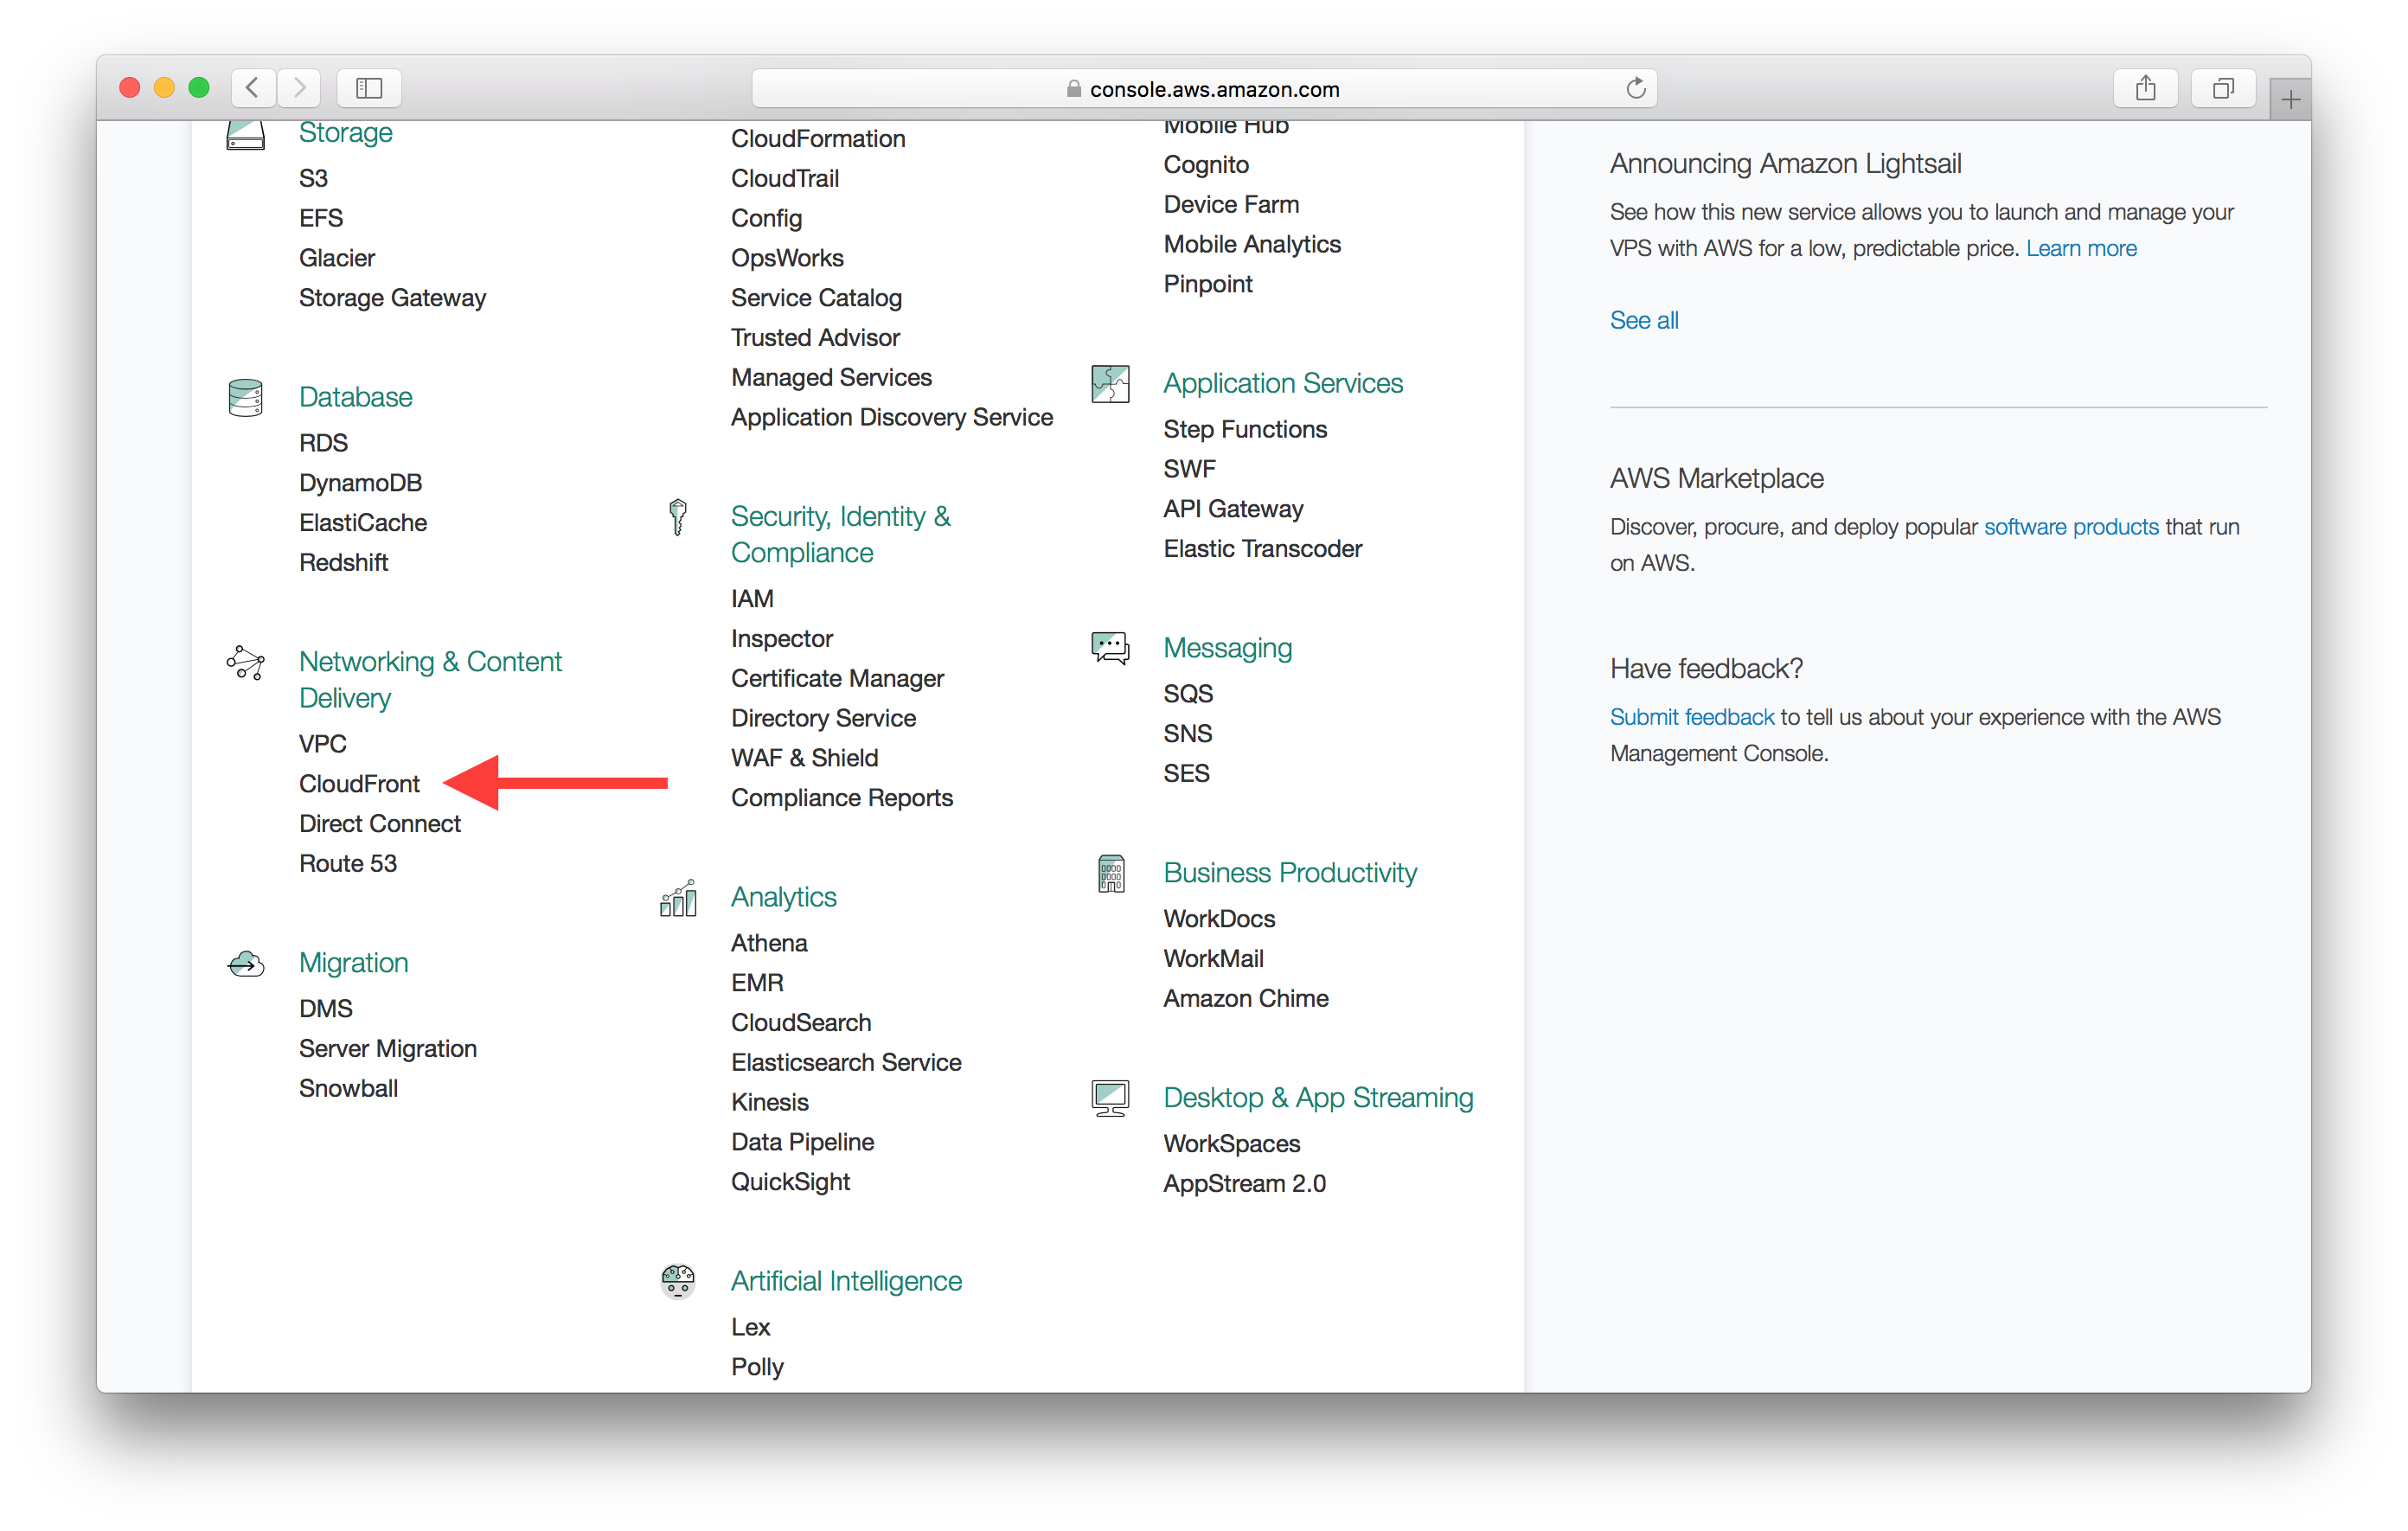 console.aws.amazon.com
Storage
S3
EFS
Glacier
Storage Gateway
Database
RDS
DynamoDB
ElastiCache
Redshift
Networking & Content
Delivery
VPC
CloudFront
Direct Connect
Route 53
Migration
DMS
Server Migration
Snowball
CloudFormation
CloudTrail
Config
OpsWorks
Service Catalog
Trusted Advisor
Managed Services
Application Discovery Service
Security, Identity &
Compliance
IAM
Inspector
Certificate Manager
Directory Service
WAF & Shield
Compliance Reports
Analytics
Athena
EMR
CloudSearch
Elasticsearch Service
Kinesis
Data Pipeline
QuickSight
Artificial Intelligence
Lex
Polly
Mobile Hub
Cognito
Device Farm
Mobile Analytics
Pinpoint
Application Services
Step Functions
SWF
API Gateway
Elastic Transcoder
Messaging
SQS
SNS
SES
Business Productivity
WorkDocs
WorkMail
Amazon Chime
Desktop & App Streaming
WorkSpaces
AppStream 2.0
Announcing Amazon Lightsail
See how this new service allows you to launch and manage your
VPS with AWS for a low, predictable price. Learn more
See all
AWS Marketplace
Discover, procure, and deploy popular software products that run
on AWS.
Have feedback?
Submit feedback to tell us about your experience with the AWS
Management Console.